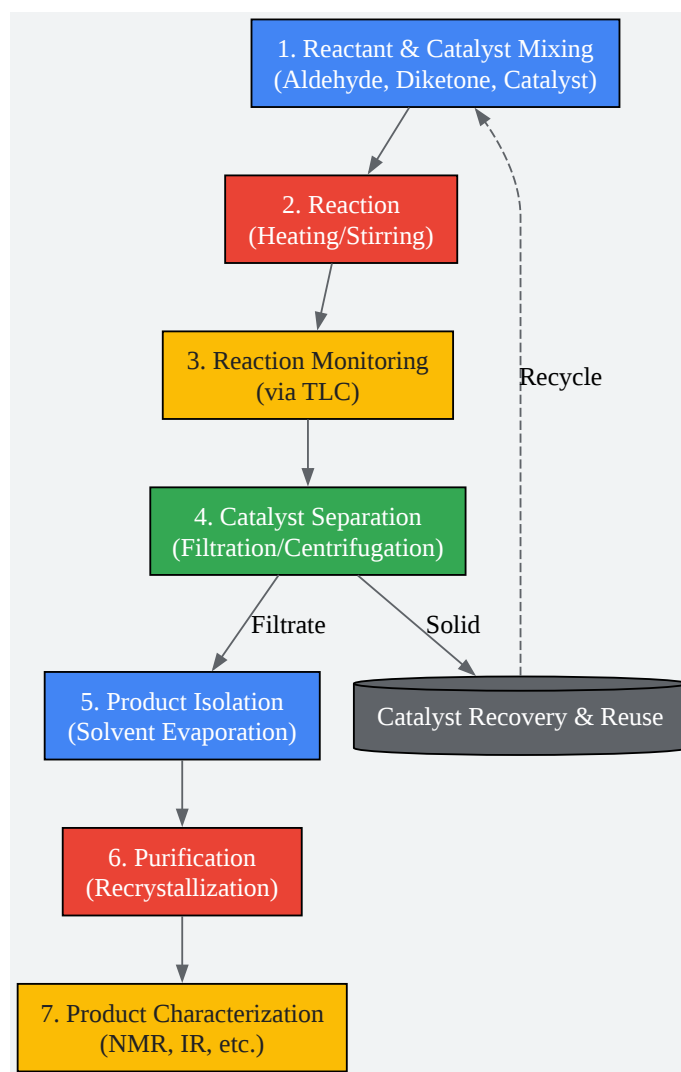 1. Reactant & Catalyst Mixing
(Aldehyde, Diketone, Catalyst)
2. Reaction
(Heating/Stirring)
3. Reaction Monitoring
(via TLC)
Recycle
4. Catalyst Separation
(Filtration/Centrifugation)
Filtrate
Solid
5. Product Isolation
(Solvent Evaporation)
Catalyst Recovery & Reuse
6. Purification
(Recrystallization)
7. Product Characterization
(NMR, IR, etc.)